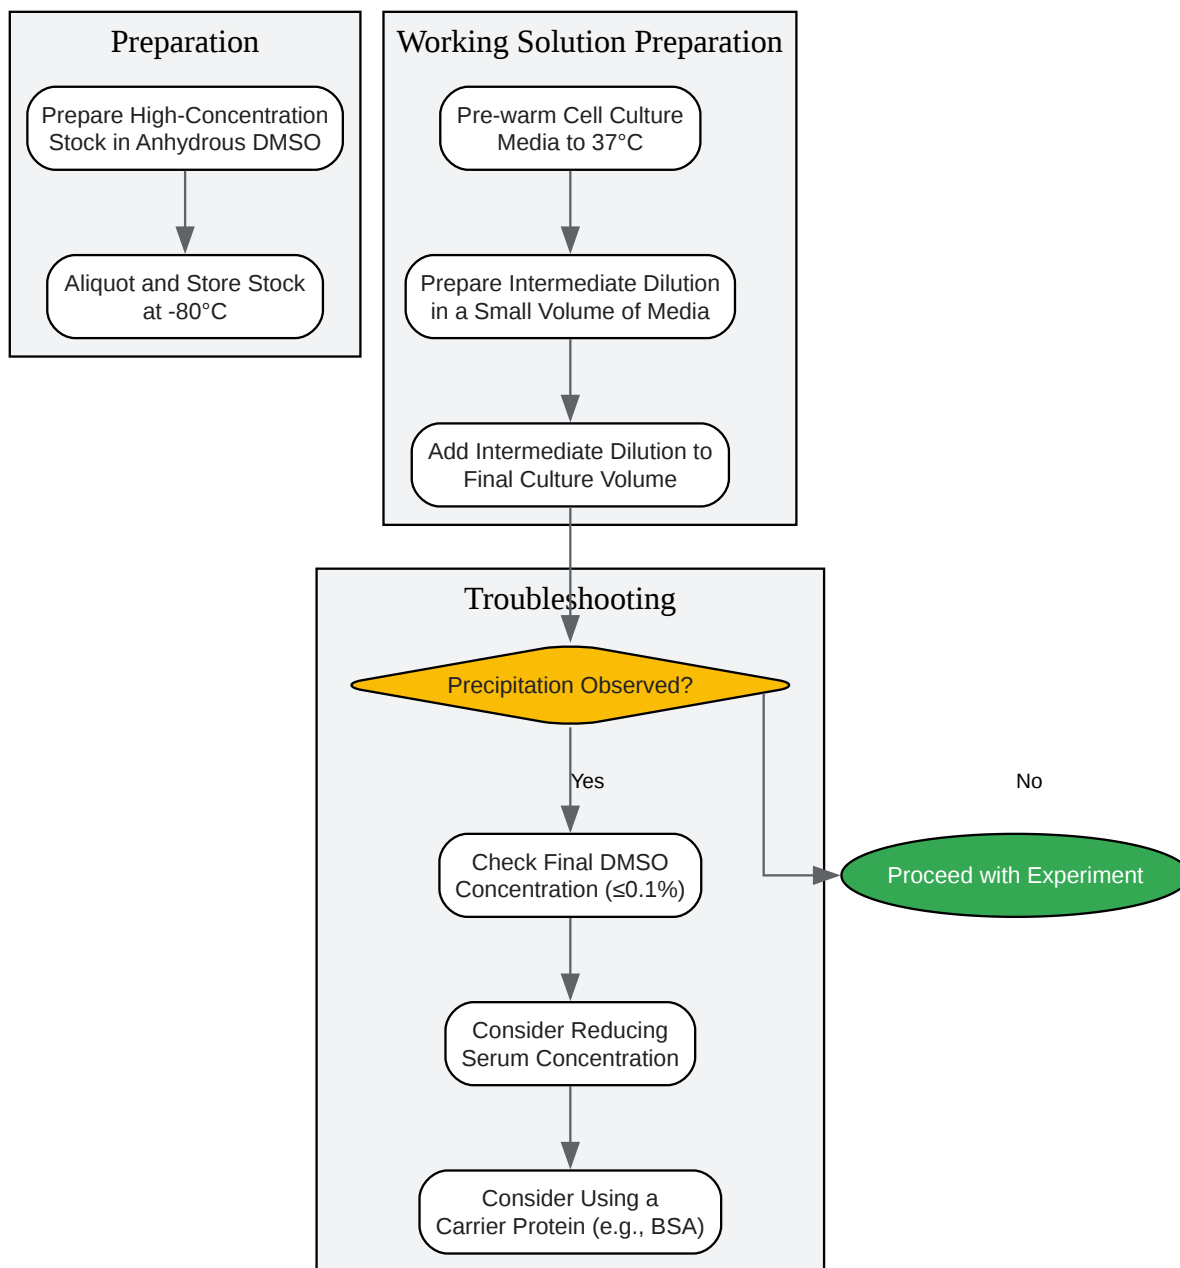 Preparation
Prepare High-Concentration
Stock in Anhydrous DMSO
Aliquot and Store Stock
at -80°C
Working Solution Preparation
Pre-warm Cell Culture
Media to 37°C
Prepare Intermediate Dilution
in a Small Volume of Media
Add Intermediate Dilution to
Final Culture Volume
Troubleshooting
Precipitation Observed?
Yes
No
Check Final DMSO
Concentration (≤0.1%)
Proceed with Experiment
Consider Reducing
Serum Concentration
Consider Using a
Carrier Protein (e.g., BSA)